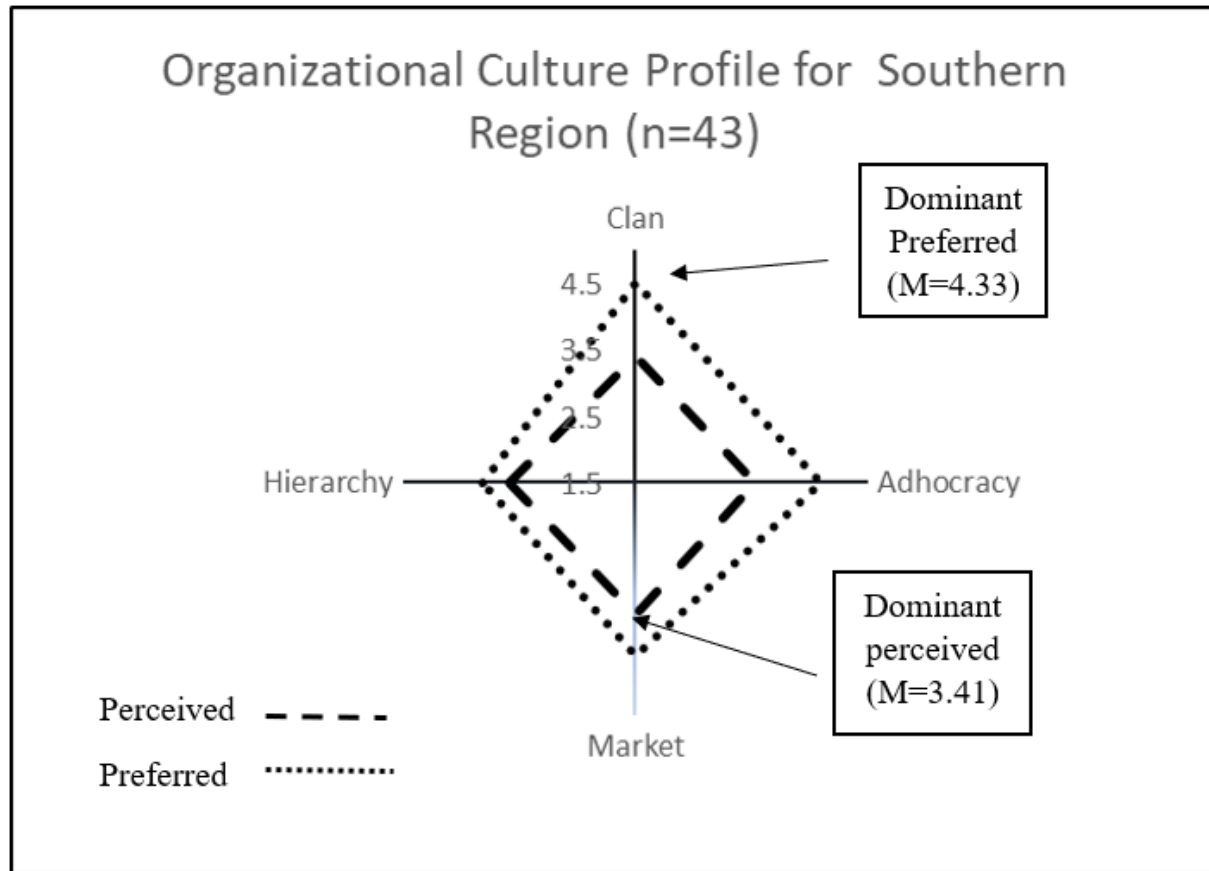 Organizational Culture Profile for Southern
Region (n=43)
Dominant
Preferred
(M=4.33)
Clan
4.5
3.5
2.5
Hierarchy
1.5
Adhocracy
Dominant
perceived
(M=3.41)
Perceived
Market
Preferred